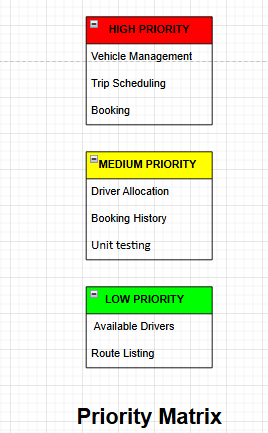 HIGH PRIORITY
Vehicle Management
Trip Scheduling
Booking
MEDIUM PRIORITY
Driver Allocation
Booking History
Unit testing
LOW PRIORITY
Available Drivers
Route Listing
Priority Matrix